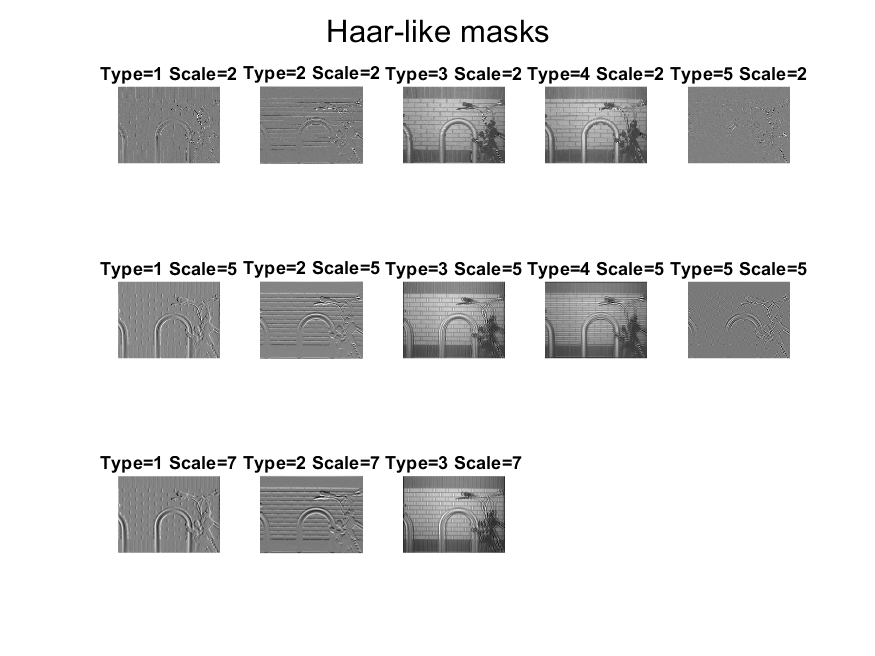 Haar-like masks
Type=1 Scale=2 Type=2 Scale=2 Type=3 Scale=2 Type=4 Scale=2 Type=5 Scale=2
Type=1 Scale=5 Type=2 Scale=5 Type=3 Scale=5 Type=4 Scale=5 Type=5 Scale=5
Type=1 Scale=7 Type=2 Scale=7 Type=3 Scale=7